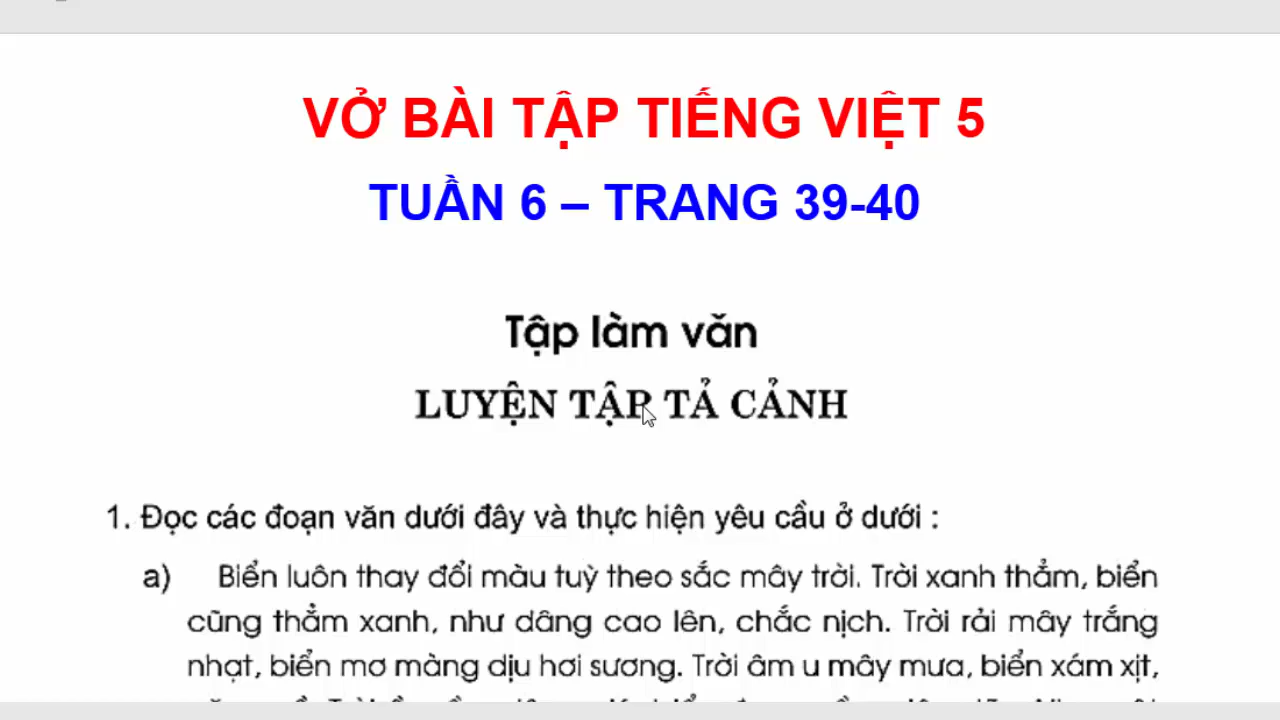 VỞ BÀI TẬP TIẾNG VIỆT 5
TUẦN 6 – TRANG 39-40
Tập làm văn
LUYỆN TẬP TẢ CẢNH
1. Đọc các đoạn văn dưới đây và thực hiện yêu cầu ở dưới :
a) Biển luôn thay đổi màu tuỳ theo sắc mây trời. Trời xanh thẳm, biển
cũng thẳm xanh, như dâng cao lên, chắc nịch. Trời rải mây trắng
nhạt, biển mơ màng dịu hơi sương. Trời âm u mây mưa, biển xám xịt,